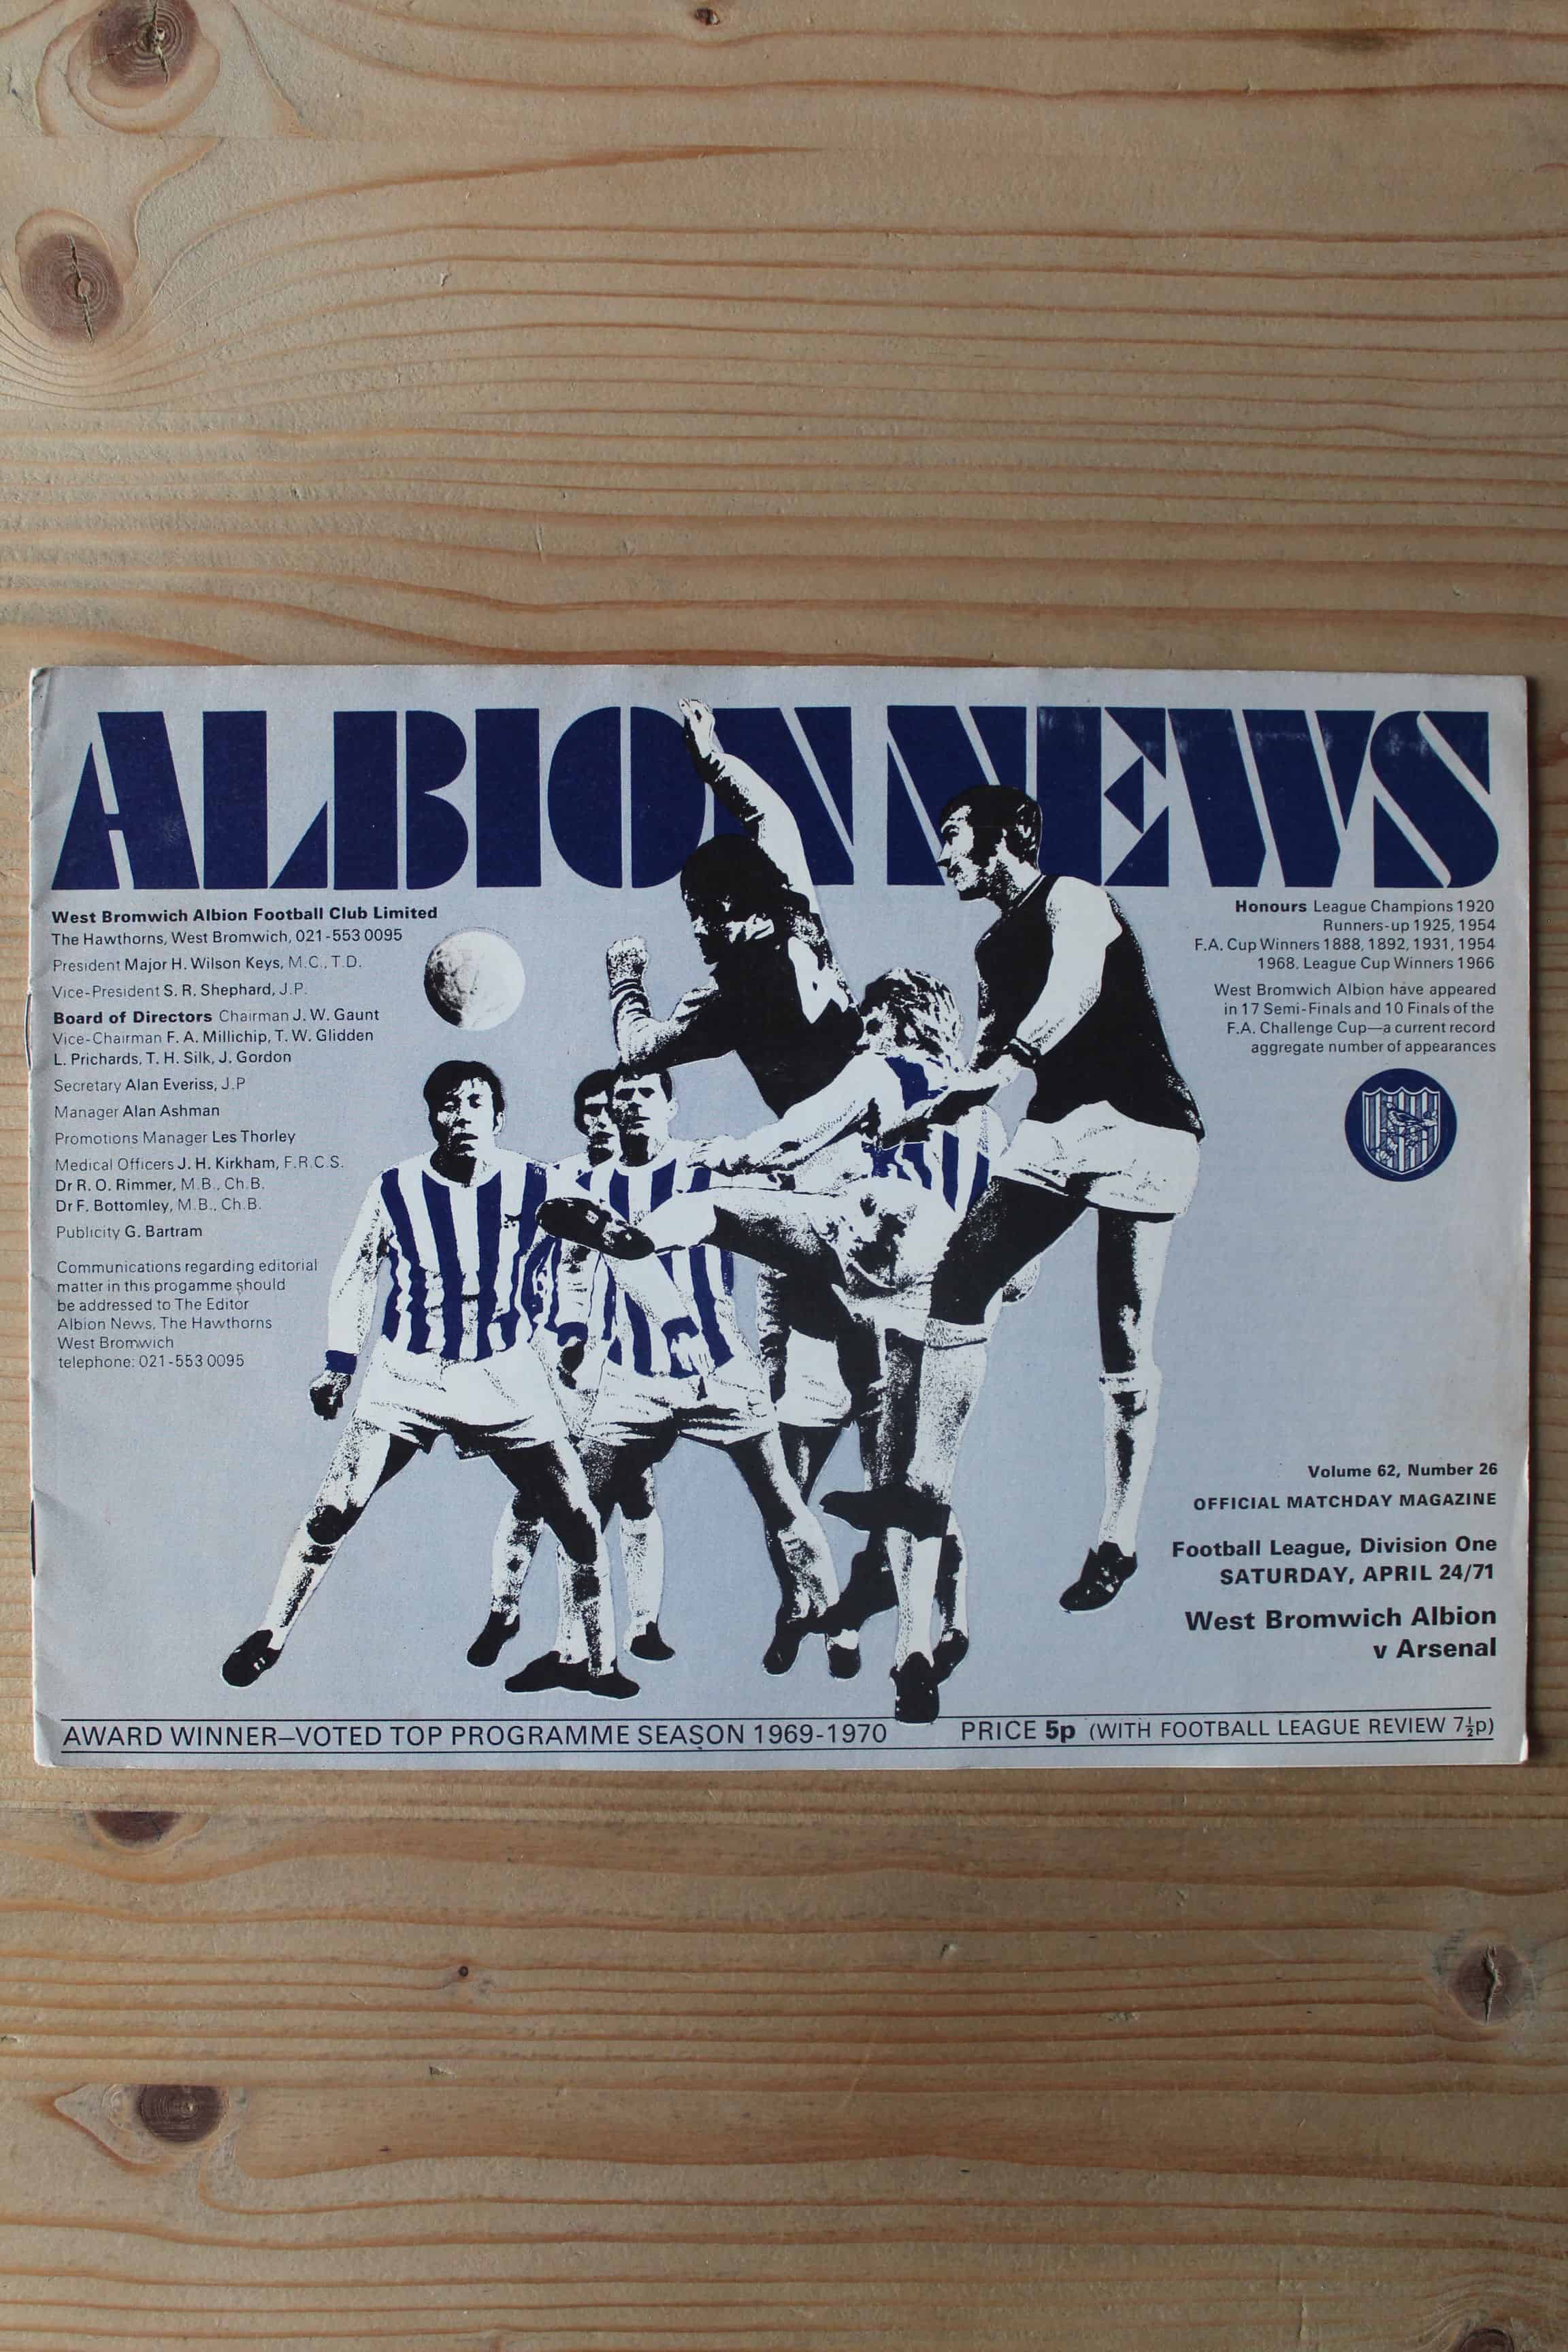 ALBION NEWS
West Bromwich Albion Football Club Limited
The Hawthorns, West Bromwich, 021-553 0095
President Major H. Wilson Keys, M.C., T.D.
Vice-President S. R. Shephard, J.P.
Board of Directors Chairman J. W. Gaunt
Vice-Chairman F. A. Millichip, T. W. Glidden
L. Prichards, T. H. Silk, J. Gordon
Secretary Alan Everiss, J.P
Manager Alan Ashman
Promotions Manager Les Thorley
Medical Officers J. H. Kirkham, F.R.C.S.
Dr R. O. Rimmer, M.B., Ch.B.
Dr F. Bottomley, M.B., Ch.B.
Publicity G. Bartram
Communications regarding editorial
matter in this progamme should
be addressed to The Editor
Albion News, The Hawthorns
West Bromwich
telephone: 021-553 0095
Honours League Champions 1920
Runners-up 1925, 1954
F.A. Cup Winners 1888, 1892, 1931, 1954
1968. League Cup Winners 1966
West Bromwich Albion have appeared
in 17 Semi-Finals and 10 Finals of the
F.A. Challenge Cup—a current record
aggregate number of appearances
Volume 62, Number 26
OFFICIAL MATCHDAY MAGAZINE
Football League, Division One
SATURDAY, APRIL 24/71
West Bromwich Albion
v Arsenal
AWARD WINNER—VOTED TOP PROGRAMME SEASON 1969-1970
PRICE 5p (WITH FOOTBALL LEAGUE REVIEW 7½p)